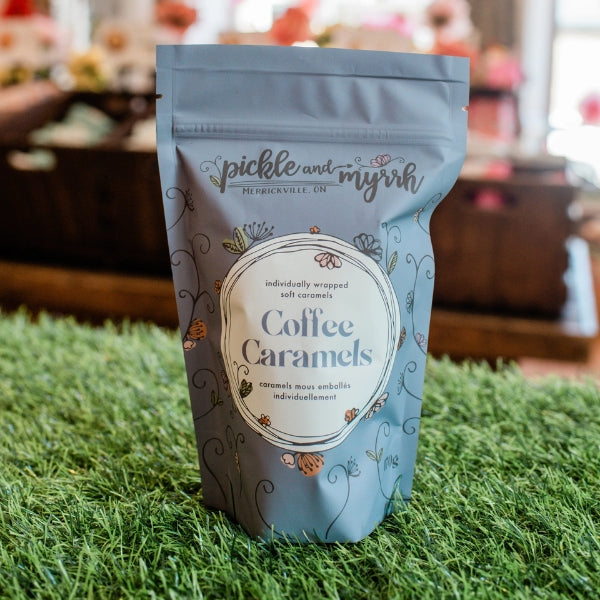 pickle and myrrh
MERRICKVILLE, ON
individually wrapped
soft caramels
Coffee
Caramels
caramels mous emballés
individuellement